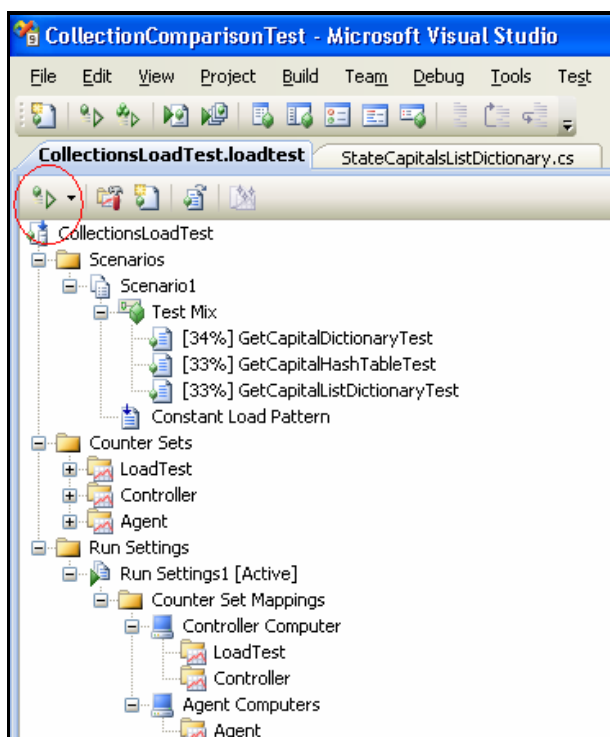 CollectionComparisonTest - Microsoft Visual Studio
File Edit View Project Build Team Debug Tools Test
CollectionsLoadTest.loadtest StateCapitalsListDictionary.cs
CollectionsLoadTest
Scenarios
Scenario1
Test Mix
[34%] GetCapitalDictionaryTest
[33%] GetCapitalHashTableTest
[33%] GetCapitalListDictionaryTest
Constant Load Pattern
Counter Sets
LoadTest
Controller
Agent
Run Settings
Run Settings1 [Active]
Counter Set Mappings
Controller Computer
LoadTest
Controller
Agent Computers
Agent